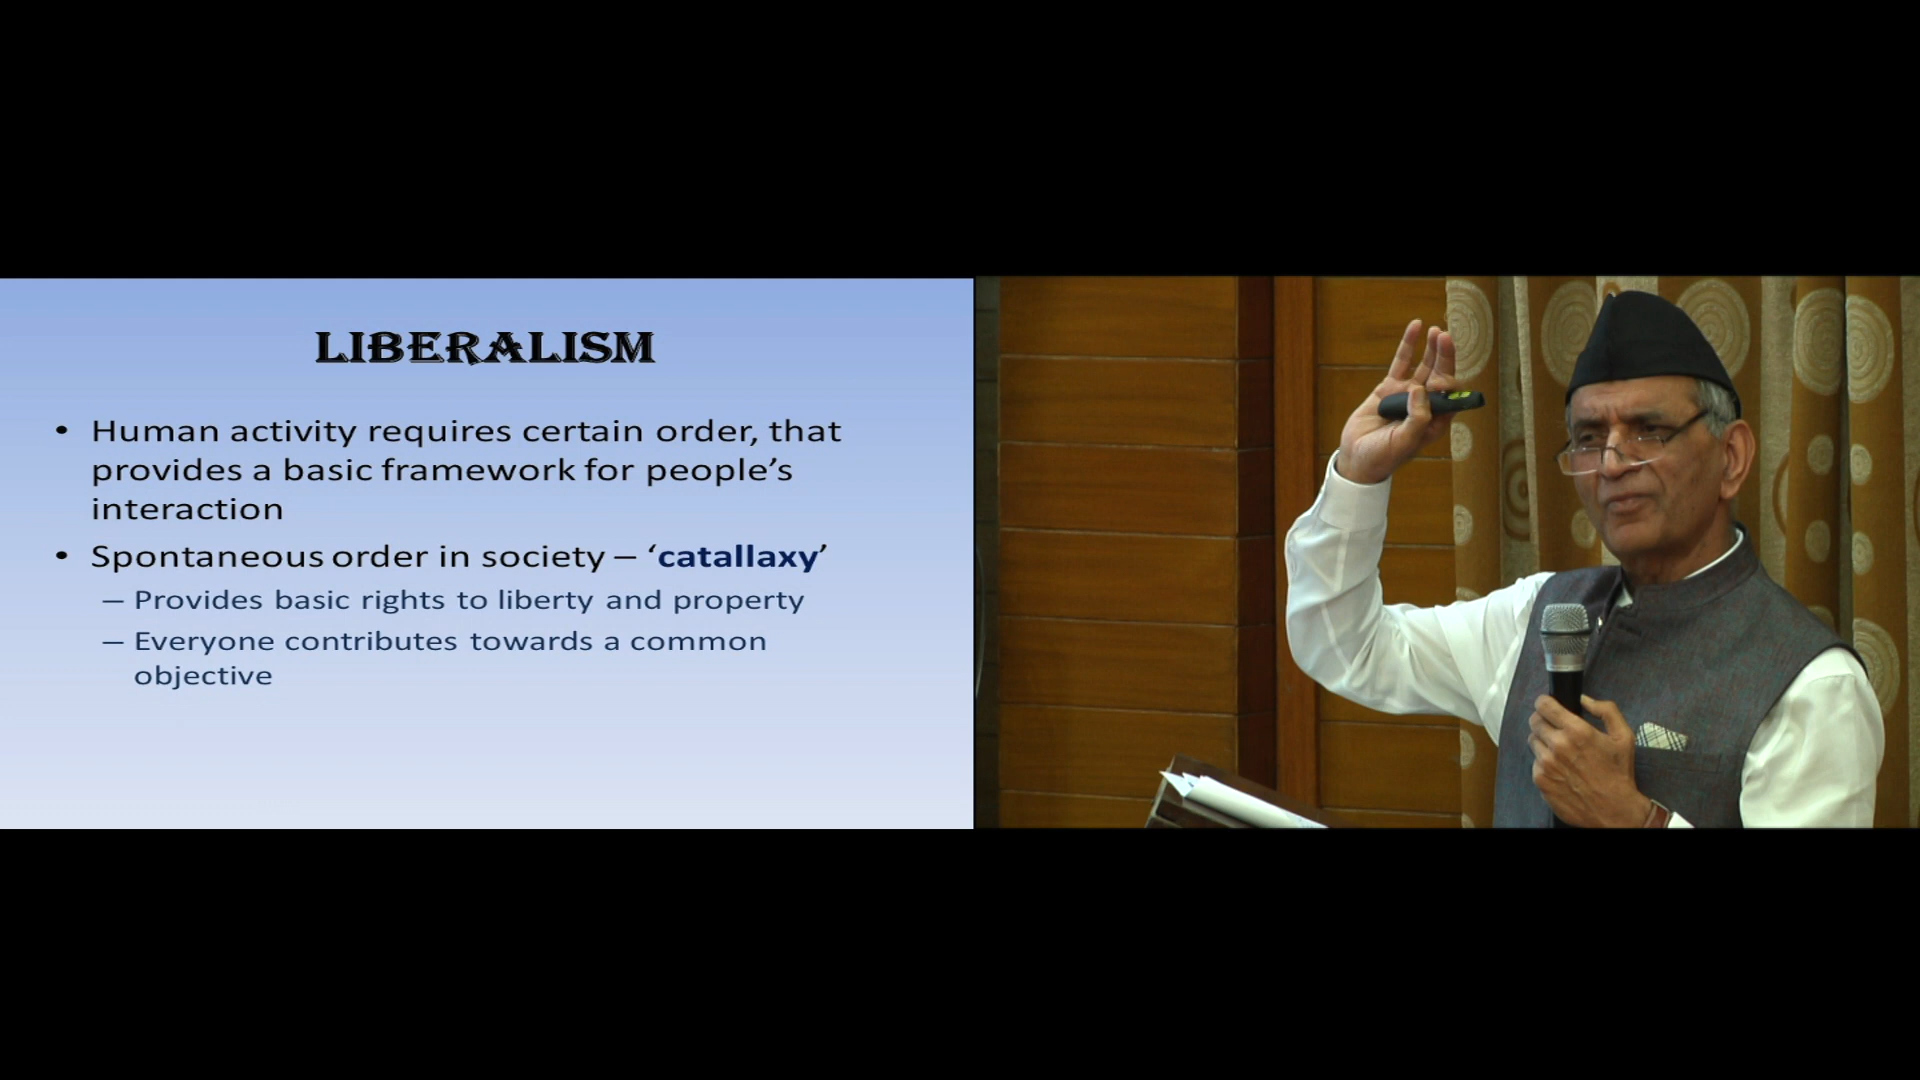 LIBERALISM
• Human activity requires certain order, that
provides a basic framework for people’s
interaction
• Spontaneous order in society – ‘catallaxy’
– Provides basic rights to liberty and property
– Everyone contributes towards a common
objective